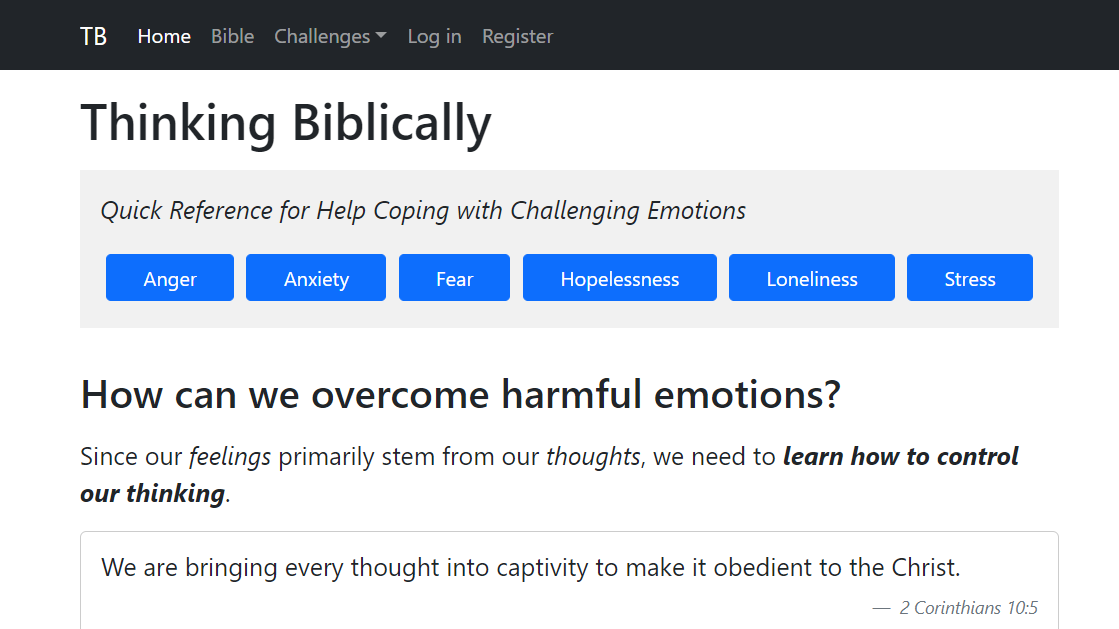 TB Home Bible Challenges Log in Register
Thinking Biblically
Quick Reference for Help Coping with Challenging Emotions
Anger Anxiety Fear Hopelessness Loneliness Stress
How can we overcome harmful emotions?
Since our feelings primarily stem from our thoughts, we need to learn how to control
our thinking.
We are bringing every thought into captivity to make it obedient to the Christ.
— 2 Corinthians 10:5